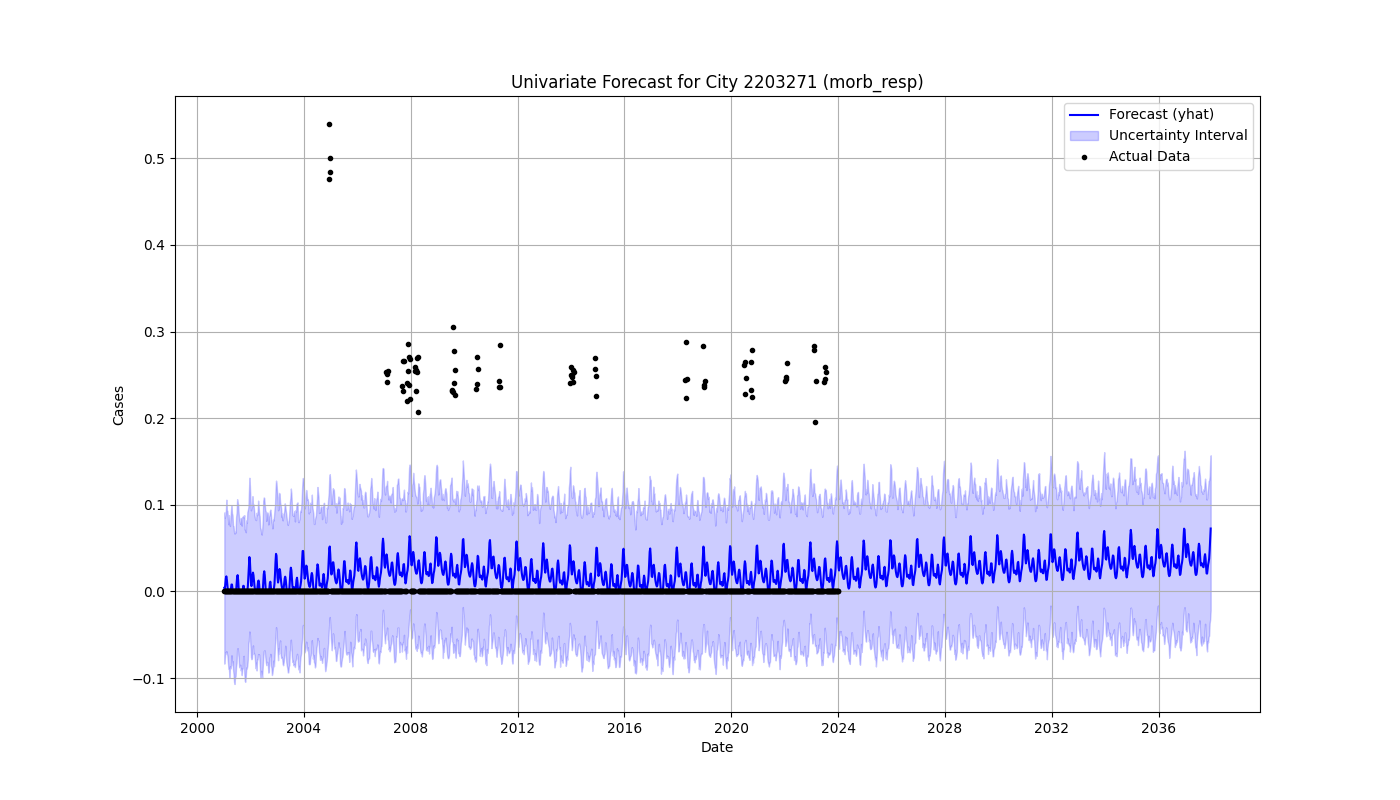 Univariate Forecast for City 2203271 (morb_resp)
Forecast (yhat)
Uncertainty Interval
Actual Data
Cases
0.5
0.4
0.3
0.2
0.1
0.0
−0.1
2000 2004 2008 2012 2016 2020 2024 2028 2032 2036
Date